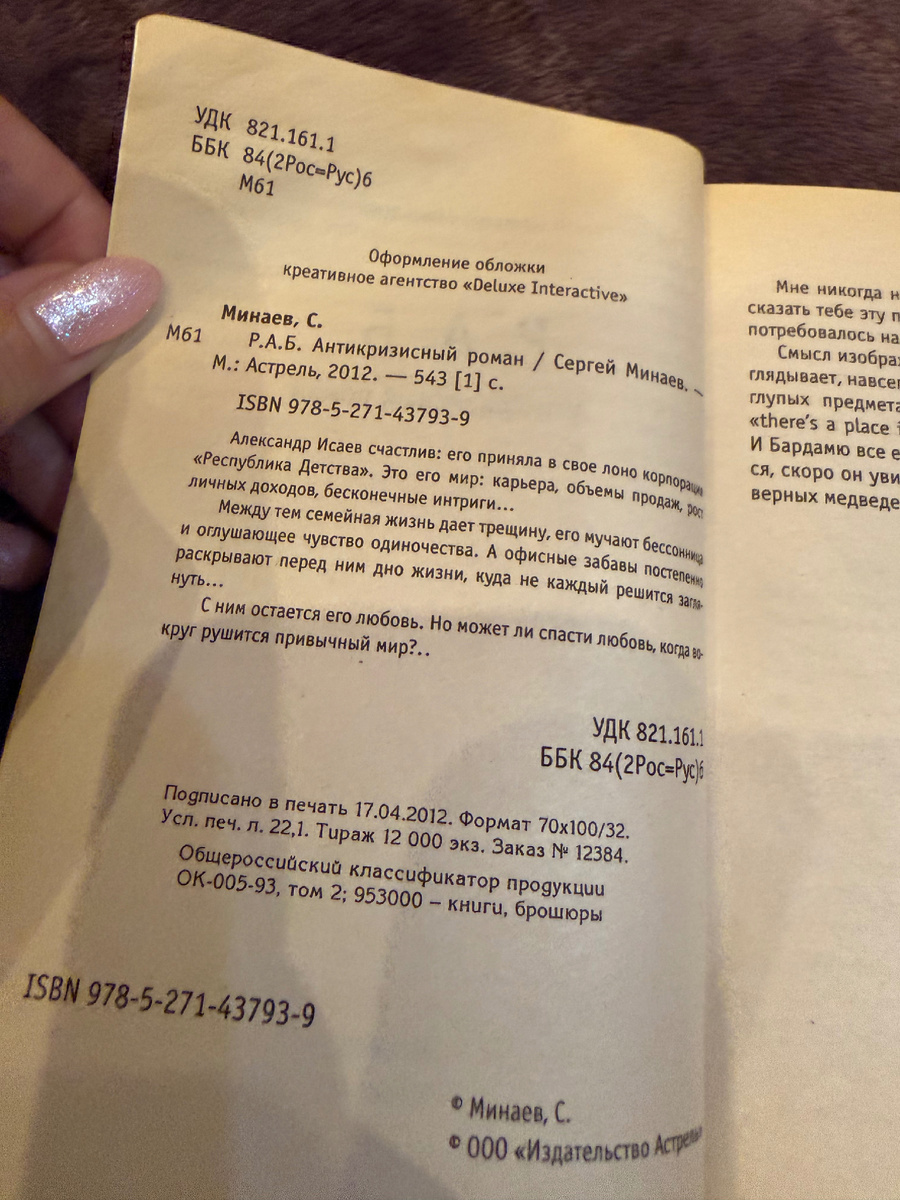 УДК 821.161.1
ББК 84(2Рос=Рус)6
М61
Оформление обложки
креативное агентство «Deluxe Interactive»
Минаев, С.
М61 Р.А.Б. Антикризисный роман / Сергей Минаев. –
М.: Астрель, 2012. — 543 [1] с.
ISBN 978-5-271-43793-9
Александр Исаев счастлив: его приняла в свое лоно корпорация
«Республика Детства». Это его мир: карьера, объемы продаж, рост
личных доходов, бесконечные интриги...
Между тем семейная жизнь дает трещину, его мучают бессонница
и оглушающее чувство одиночества. А офисные забавы постепенно
раскрывают перед ним дно жизни, куда не каждый решится загля-
нуть...
С ним остается его любовь. Но может ли спасти любовь, когда во-
круг рушится привычный мир?..
УДК 821.161.1
ББК 84(2Рос=Рус)6
Подписано в печать 17.04.2012. Формат 70х100/32.
Усл. печ. л. 22,1. Тираж 12 000 экз. Заказ № 12384.
Общероссийский классификатор продукции
ОК-005-93, том 2; 953000 – книги, брошюры
ISBN 978-5-271-43793-9
© Минаев, С.
© ООО «Издательство Астрель»
Мне никогда н
сказать тебе эту п
потребовалось на
Смысл изобра
глядывает, навсе
глупых предмета
«there's a place i
И Бардамю все е
ся, скоро он уви
верных медведе